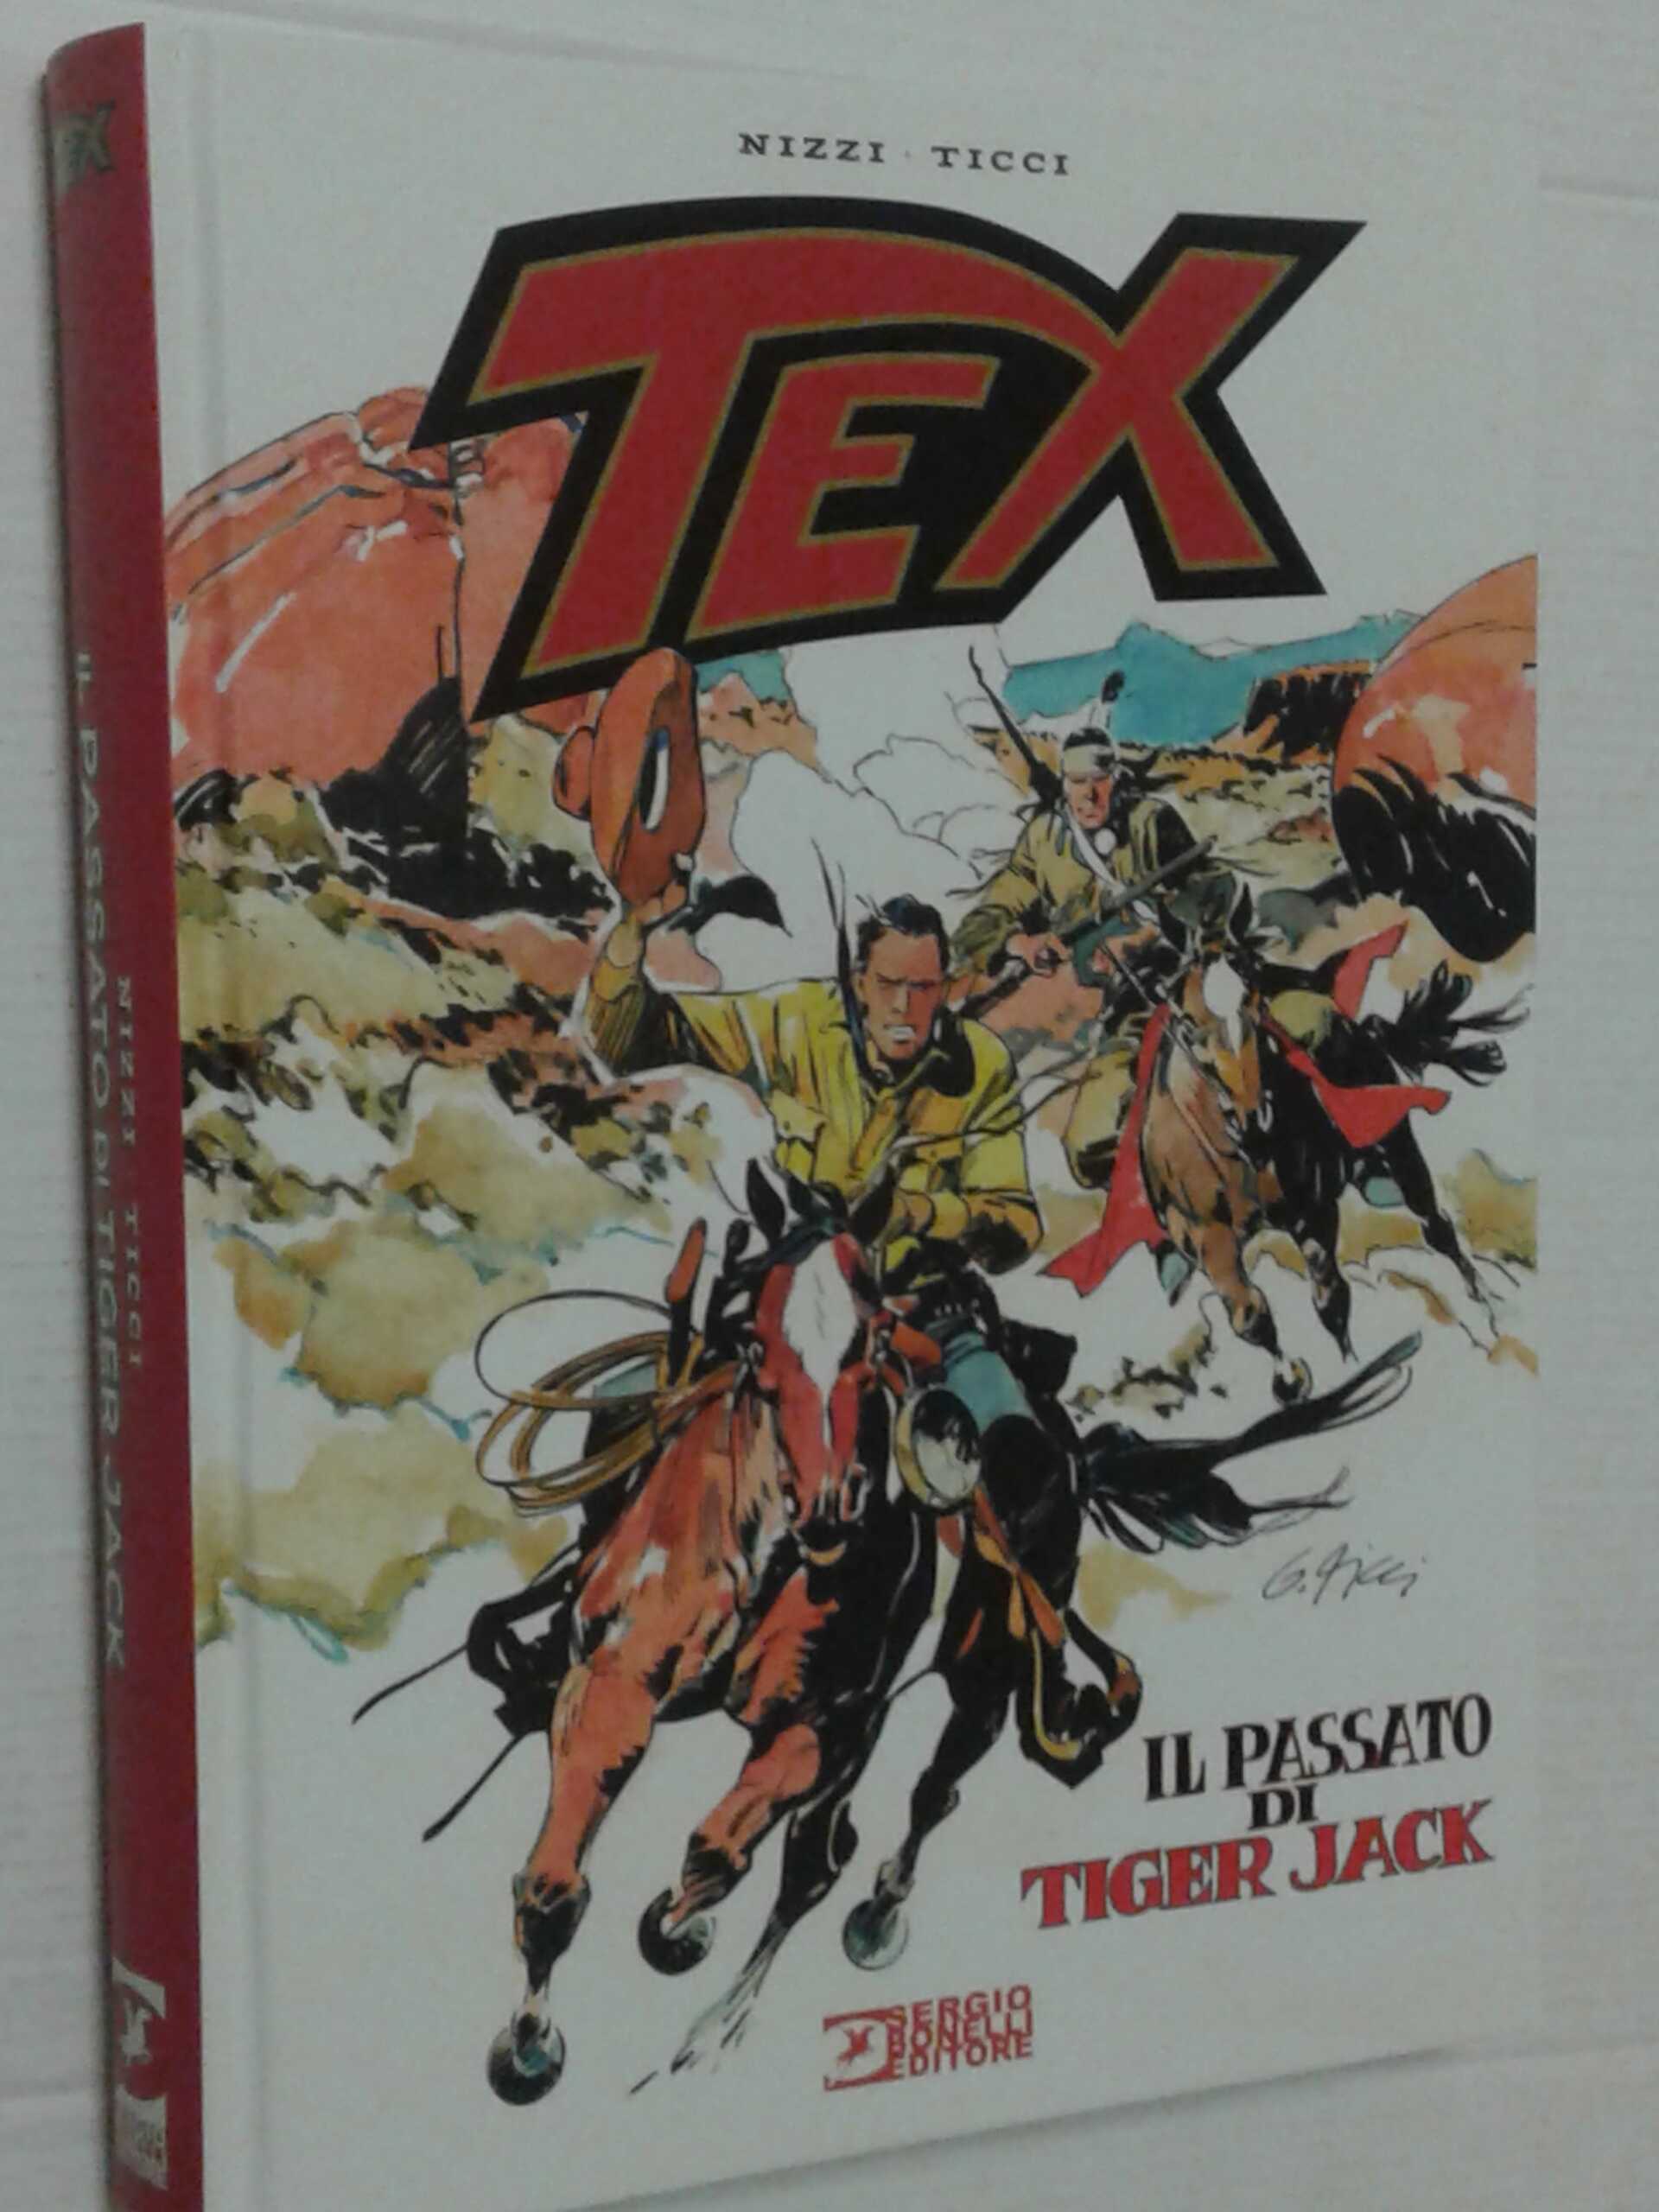 NIZZI · TICCI
TEX
G. Ticci
IL PASSATO
DI
TIGER JACK
SERGIO
BONELLI
EDITORE
TEX
IL PASSATO DI TIGER JACK
NIZZI TICCI